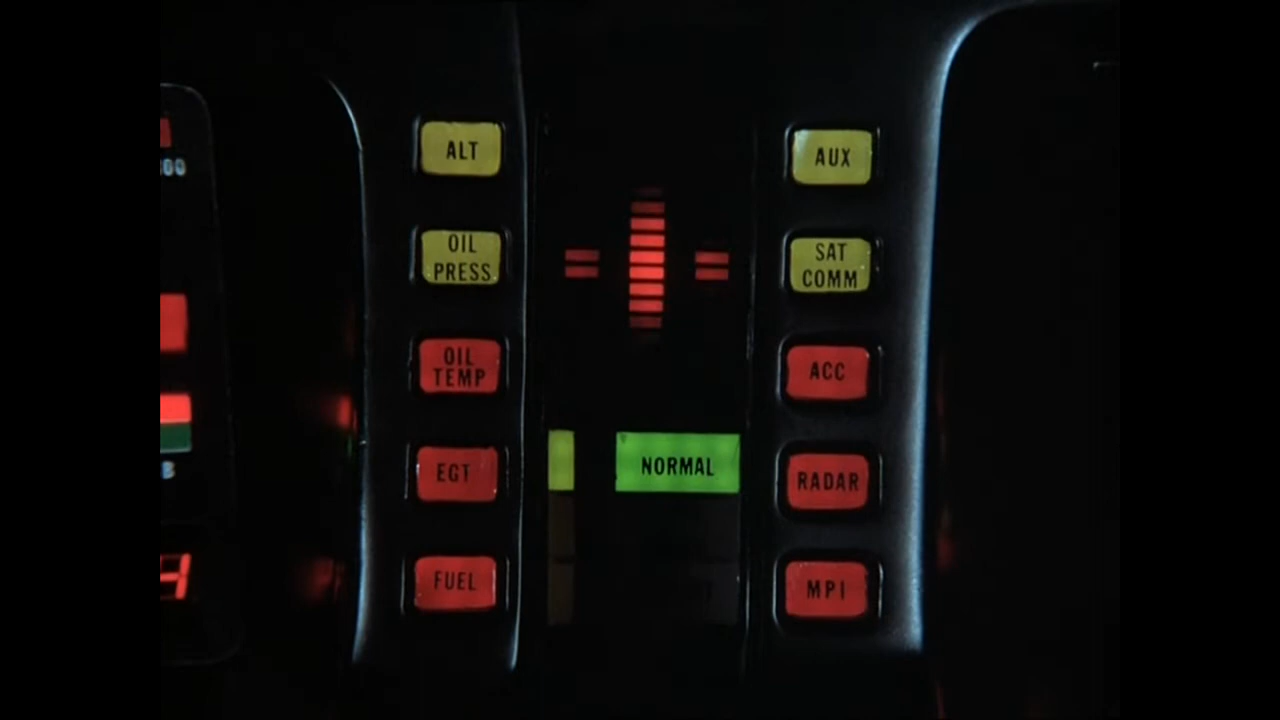 ALT
OIL
PRESS
OIL
TEMP
EGT
FUEL
NORMAL
AUX
SAT
COMM
ACC
RADAR
MPI